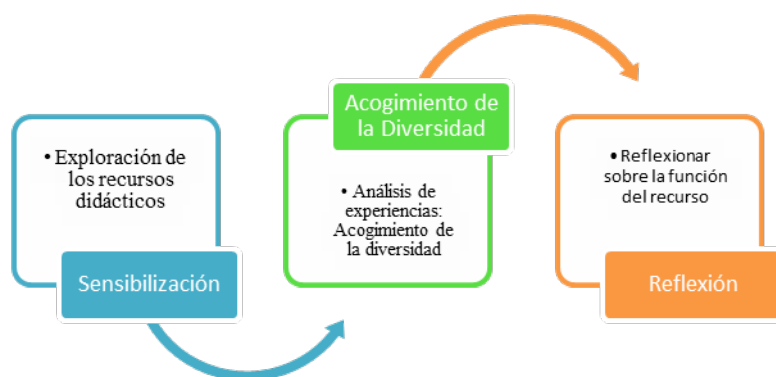 • Exploración de
los recursos
didácticos
Sensibilización
Acogimiento de
la Diversidad
• Análisis de
experiencias:
Acogimiento de
la diversidad
• Reflexionar
sobre la función
del recurso
Reflexión